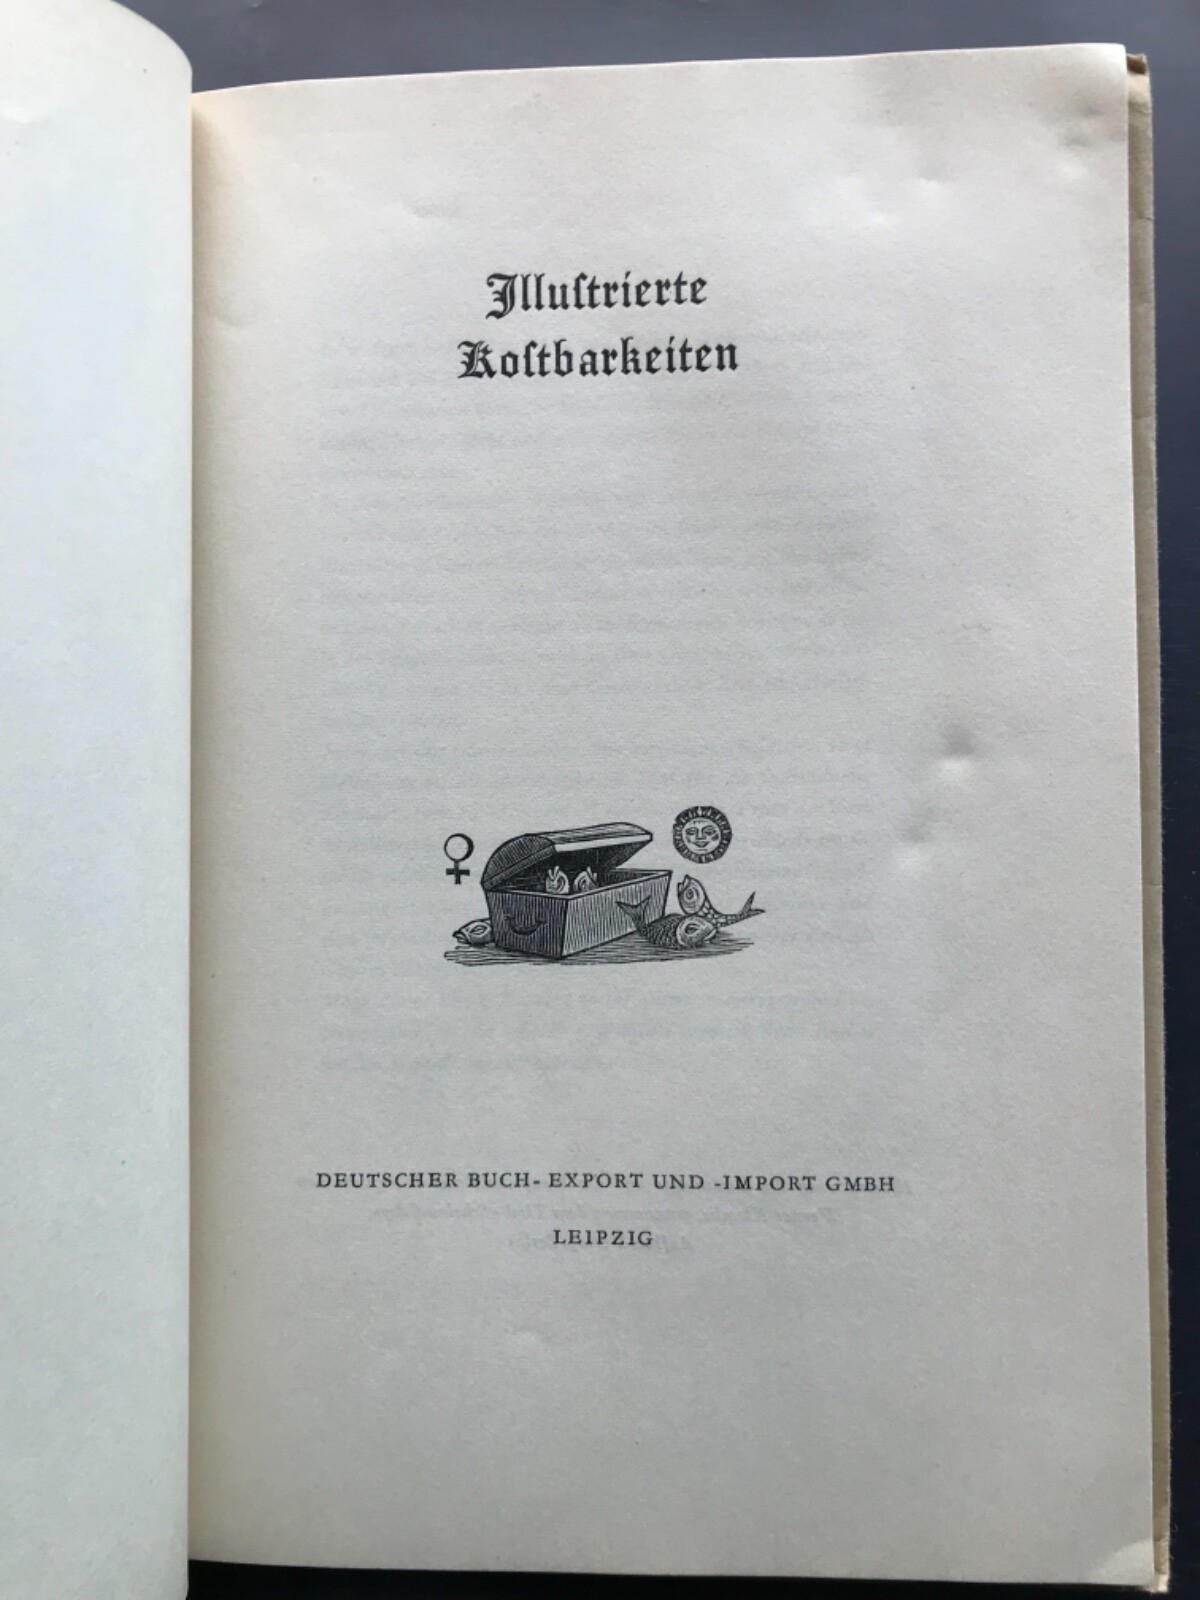 Illuſtrierte
Koſtbarkeiten
DEUTSCHER BUCH- EXPORT UND -IMPORT GMBH
LEIPZIG